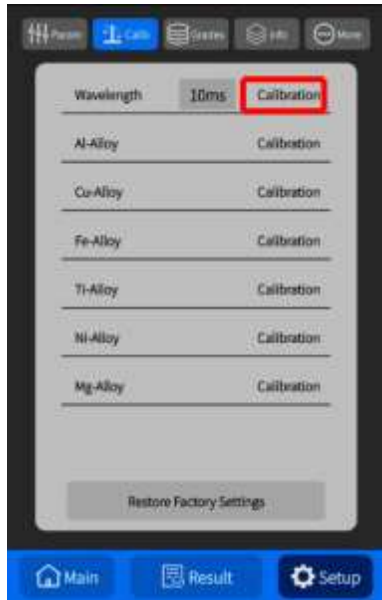 Param Calib Grades Info More
Wavelength 10ms Calibration
Al-Alloy Calibration
Cu-Alloy Calibration
Fe-Alloy Calibration
Ti-Alloy Calibration
Ni-Alloy Calibration
Mg-Alloy Calibration
Restore Factory Settings
Main Result Setup